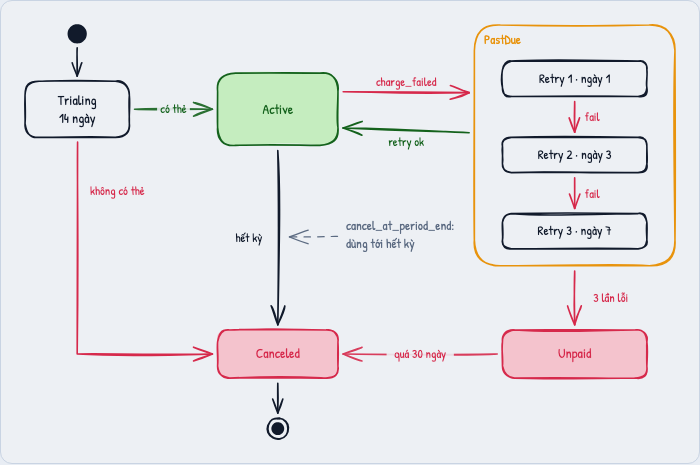 PastDue
Trialing
14 ngày
có thẻ
Active
charge_failed
retry ok
Retry 1 · ngày 1
fail
Retry 2 · ngày 3
fail
Retry 3 · ngày 7
không có thẻ
hết kỳ
cancel_at_period_end:
dùng tới hết kỳ
3 lần lỗi
Canceled
quá 30 ngày
Unpaid